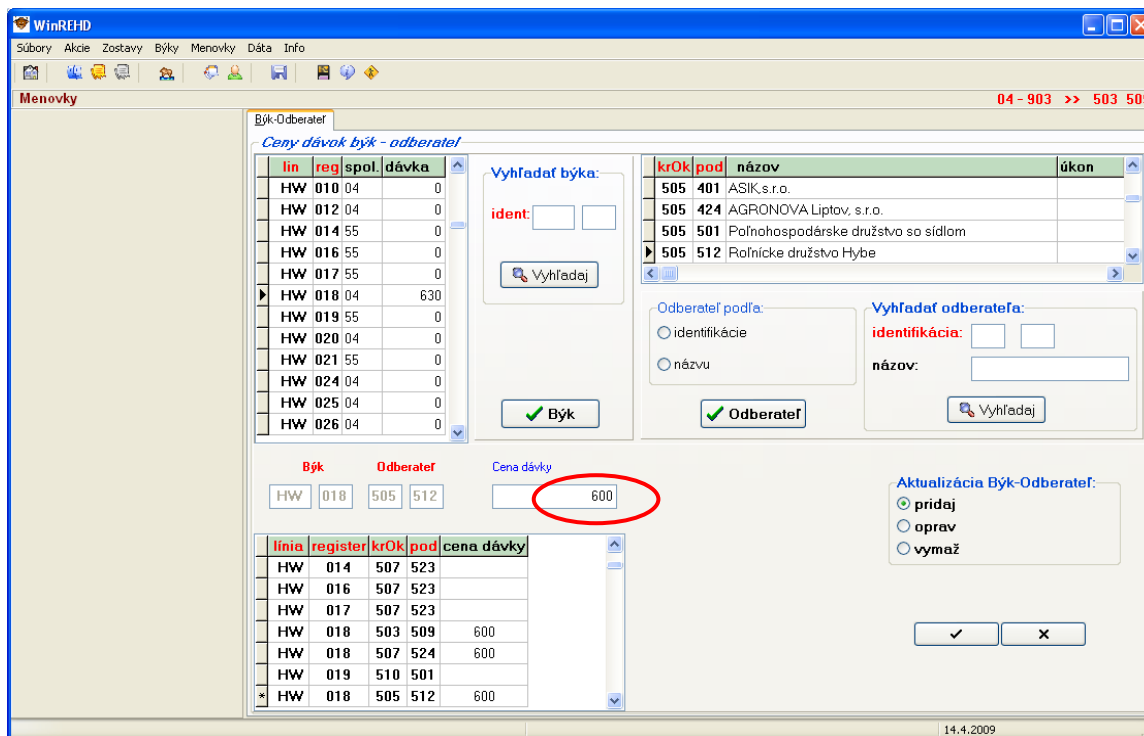 WinREHD
Súbory Akcie Zostavy Býky Menovky Dáta Info
Menovky 04 - 903 >> 503 509
Býk-Odberateľ
Ceny dávok býk - odberateľ
lin reg spol. dávka
HW 010 04 0
HW 012 04 0
HW 014 55 0
HW 016 55 0
HW 017 55 0
HW 018 04 630
HW 019 55 0
HW 020 04 0
HW 021 55 0
HW 024 04 0
HW 025 04 0
HW 026 04 0
Vyhľadať býka:
ident:
Vyhľadaj
Býk
krOk pod názov úkon
505 401 ASIK,s.r.o.
505 424 AGRONOVA Liptov, s.r.o.
505 501 Poľnohospodárske družstvo so sídlom
505 512 Roľnícke družstvo Hybe
Odberateľ podľa:
identifikácie
názvu
Odberateľ
Vyhľadať odberateľa:
identifikácia:
názov:
Vyhľadaj
Býk Odberateľ Cena dávky
HW 018 505 512 600
Aktualizácia Býk-Odberateľ:
pridaj
oprav
vymaž
línia register krOk pod cena dávky
HW 014 507 523
HW 016 507 523
HW 017 507 523
HW 018 503 509 600
HW 018 507 524 600
HW 019 510 501
* HW 018 505 512 600
14.4.2009